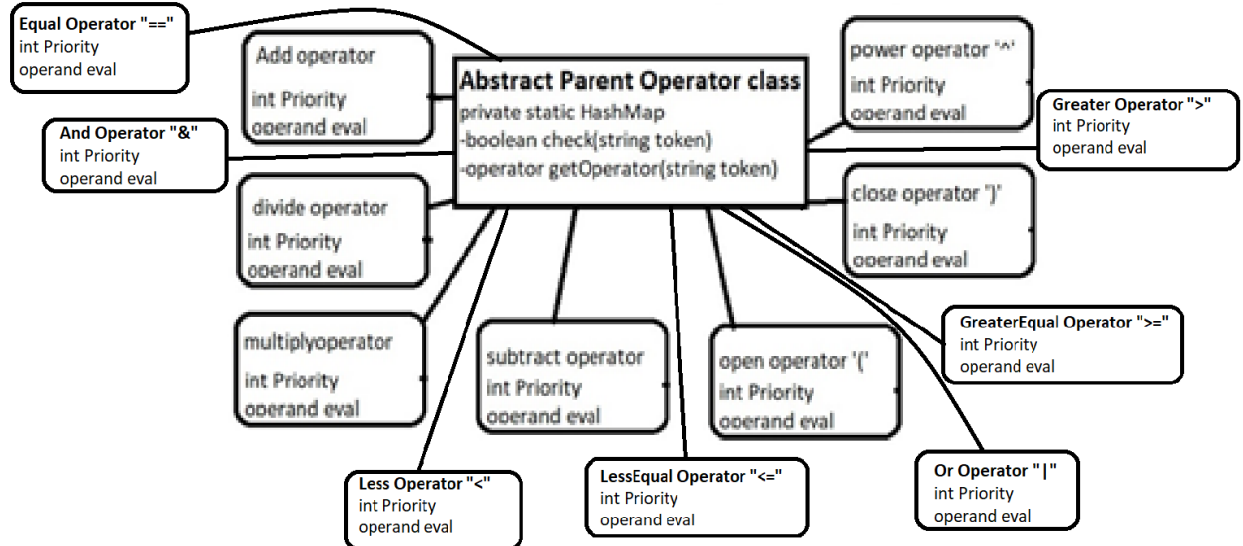 Equal Operator "=="
int Priority
operand eval
Add operator
int Priority
operand eval
Abstract Parent Operator class
private static HashMap
-boolean check(string token)
-operator getOperator(string token)
power operator '^'
int Priority
operand eval
Greater Operator ">"
int Priority
operand eval
And Operator "&"
int Priority
operand eval
divide operator
int Priority
operand eval
close operator ')'
int Priority
operand eval
multiplyoperator
int Priority
operand eval
subtract operator
int Priority
operand eval
open operator '('
int Priority
operand eval
GreaterEqual Operator ">="
int Priority
operand eval
Less Operator "<"
int Priority
operand eval
LessEqual Operator "<="
int Priority
operand eval
Or Operator "|"
int Priority
operand eval